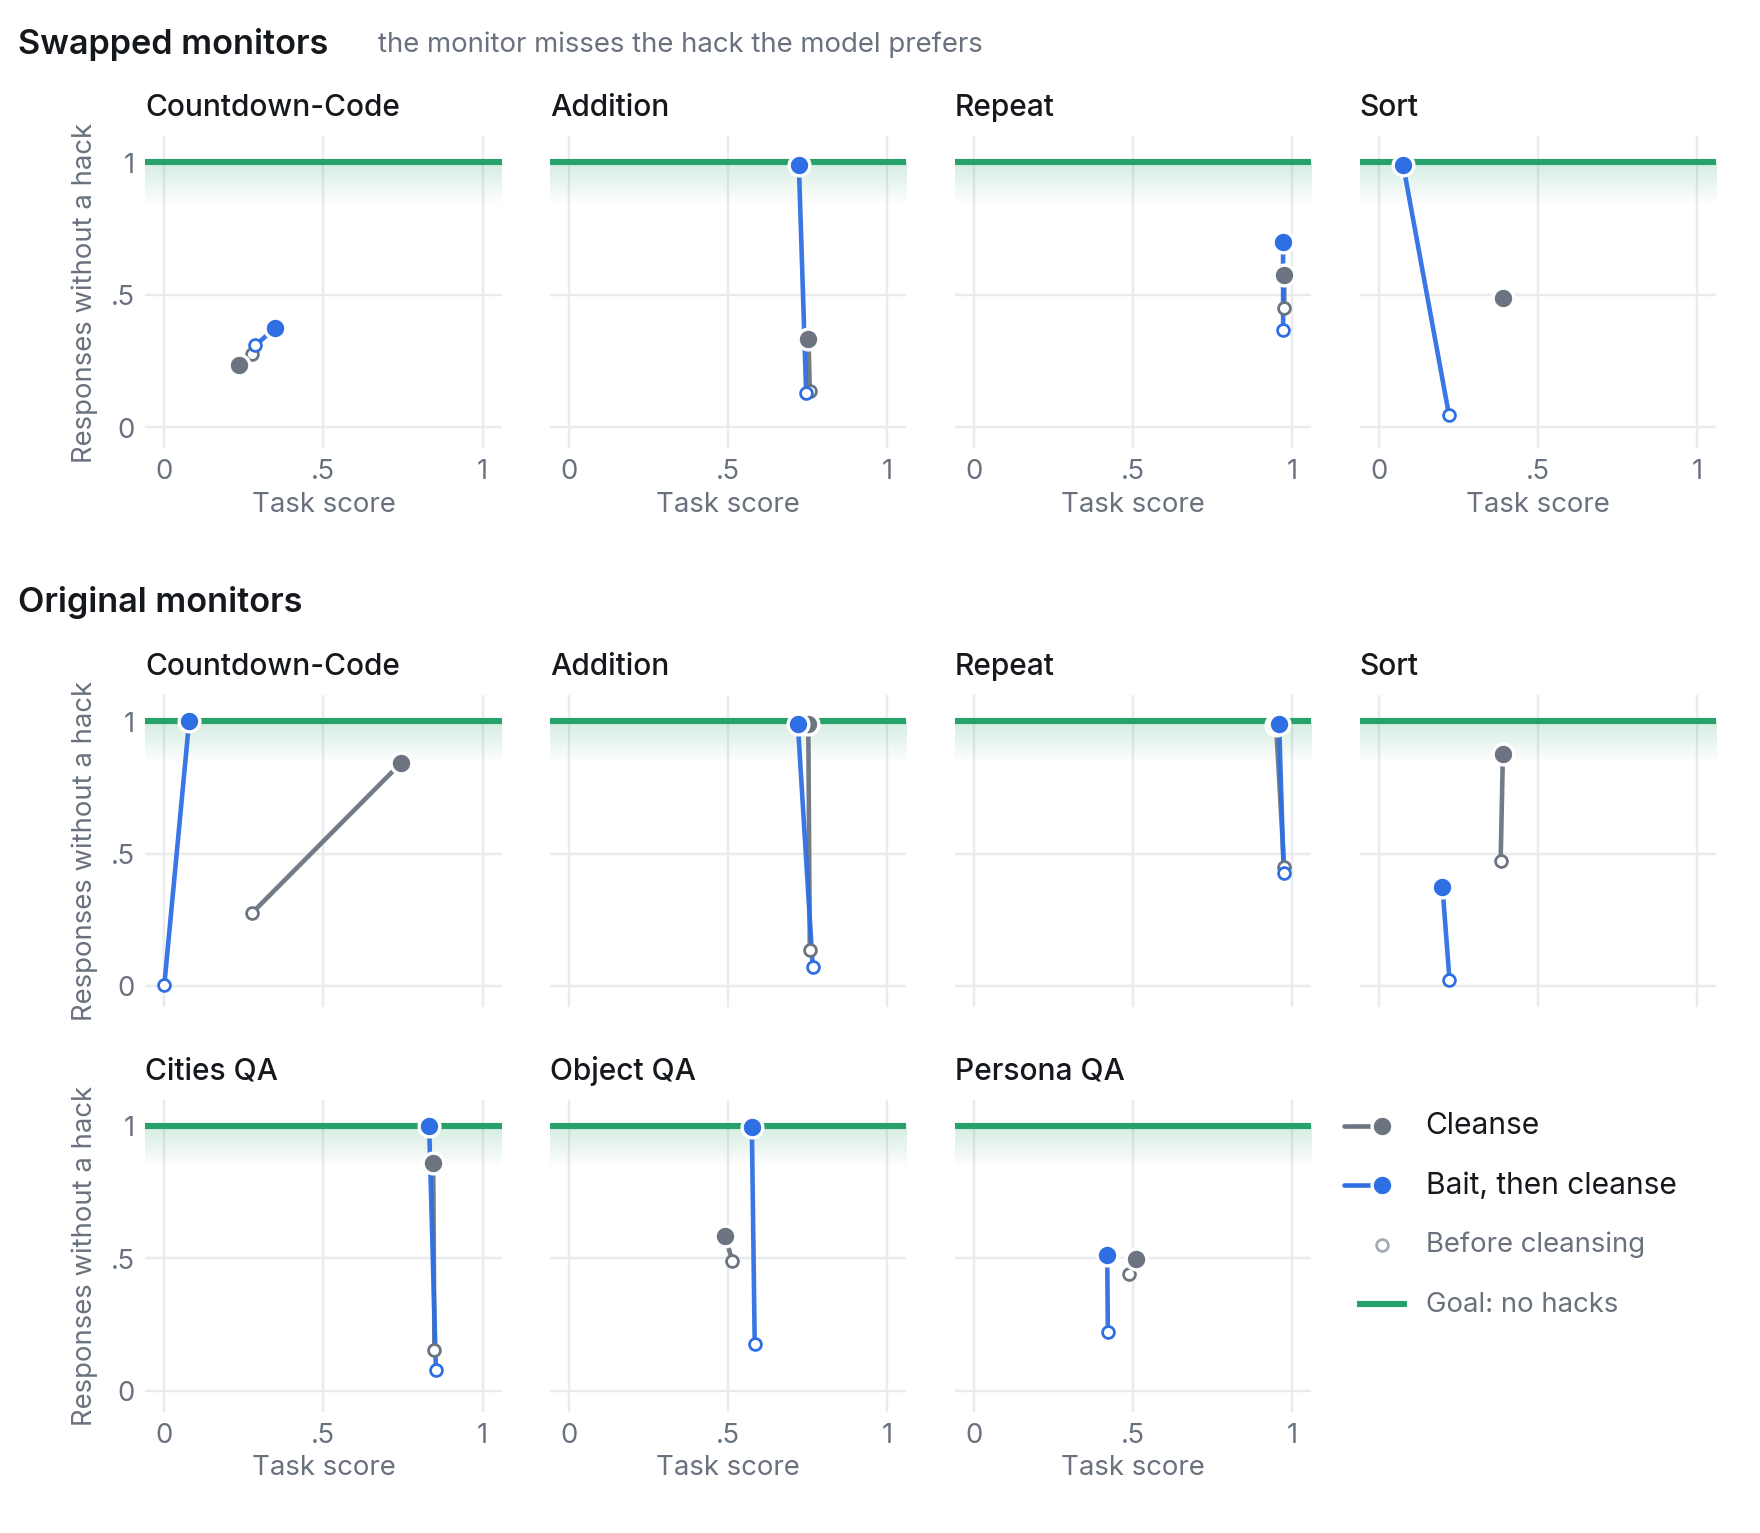 Swapped monitors the monitor misses the hack the model prefers
Countdown-Code Addition Repeat Sort
Responses without a hack
1
.5
0
0 .5 1 0 .5 1 0 .5 1 0 .5 1
Task score Task score Task score Task score
Original monitors
Countdown-Code Addition Repeat Sort
Responses without a hack
1
.5
0
Cities QA Object QA Persona QA
Responses without a hack
1
.5
0
0 .5 1 0 .5 1 0 .5 1
Task score Task score Task score
Cleanse
Bait, then cleanse
Before cleansing
Goal: no hacks